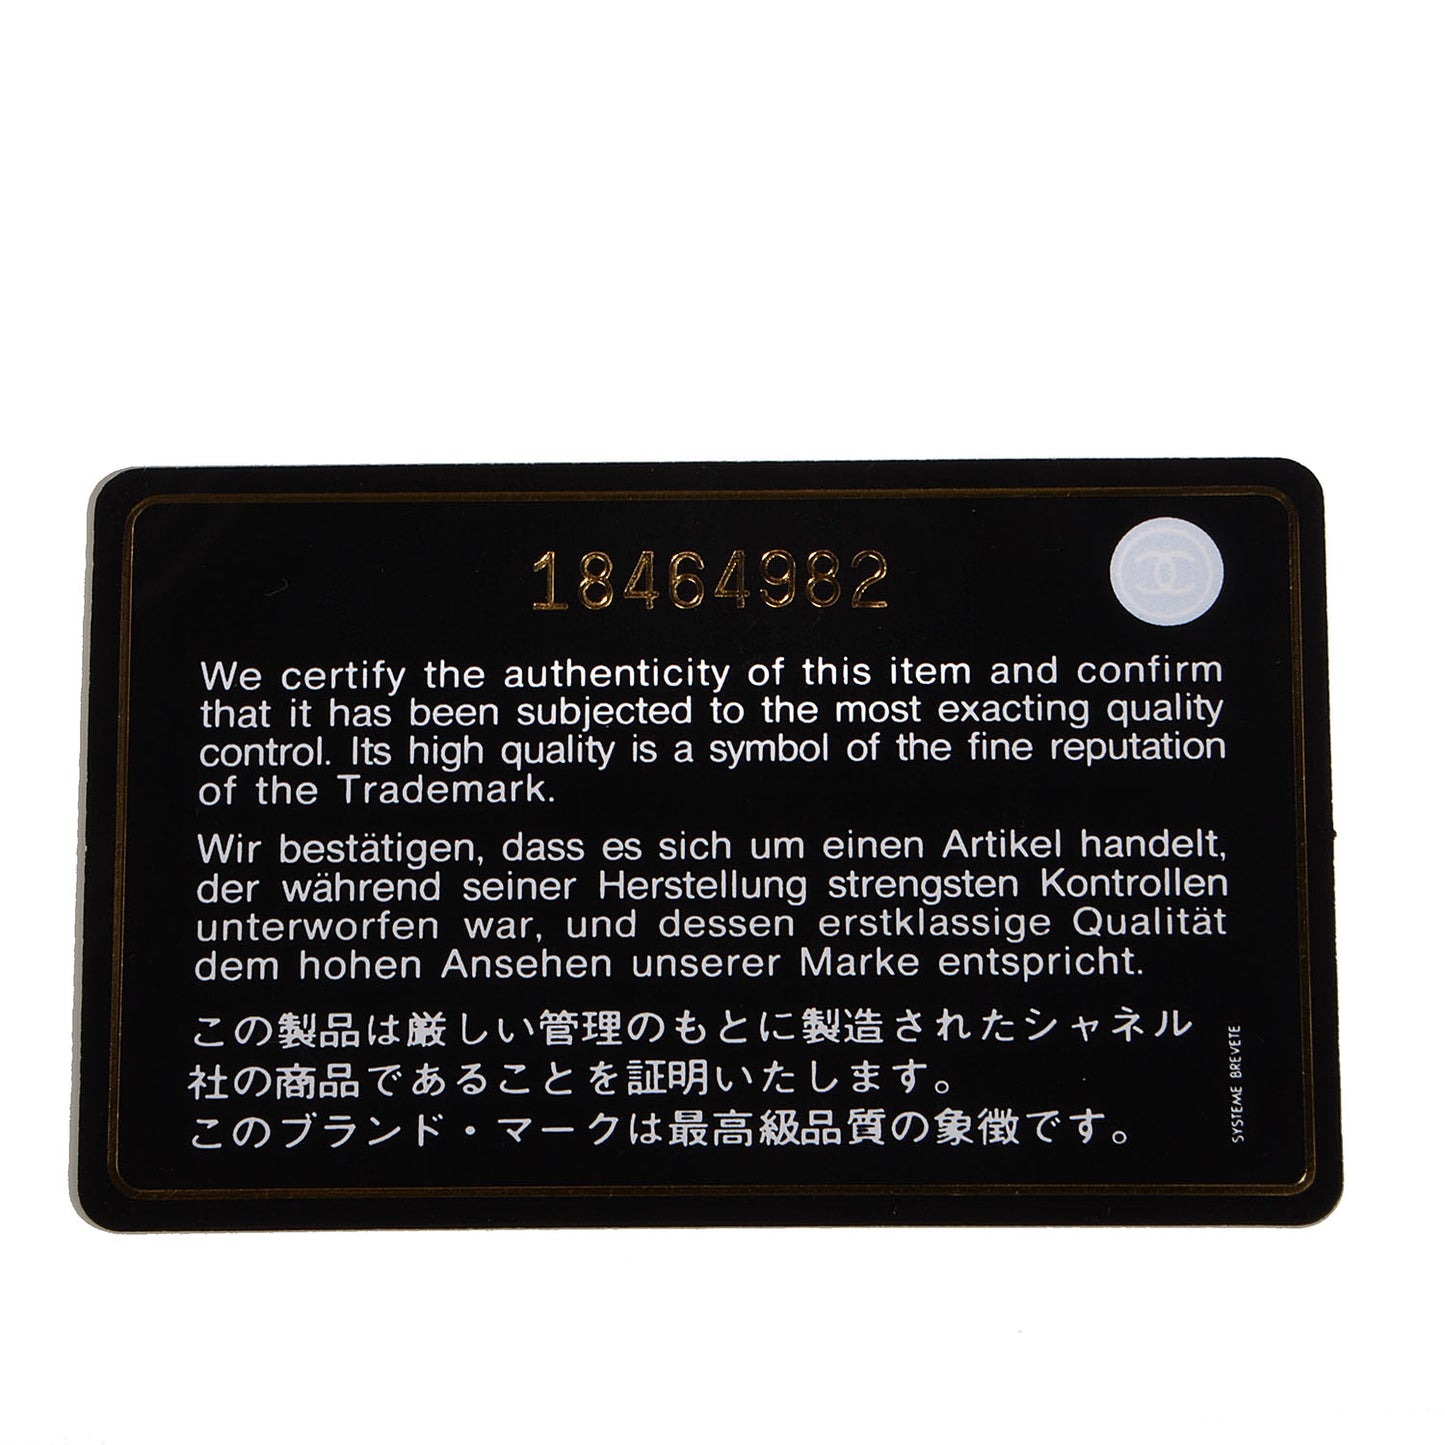 18464982
We certify the authenticity of this item and confirm
that it has been subjected to the most exacting quality
control. Its high quality is a symbol of the fine reputation
of the Trademark.
Wir bestätigen, dass es sich um einen Artikel handelt,
der während seiner Herstellung strengsten Kontrollen
unterworfen war, und dessen erstklassige Qualität
dem hohen Ansehen unserer Marke entspricht.
この製品は厳しい管理のもとに製造されたシャネル
社の商品であることを証明いたします。
このブランド・マークは最高級品質の象徴です。
SYSTEME BREVETE